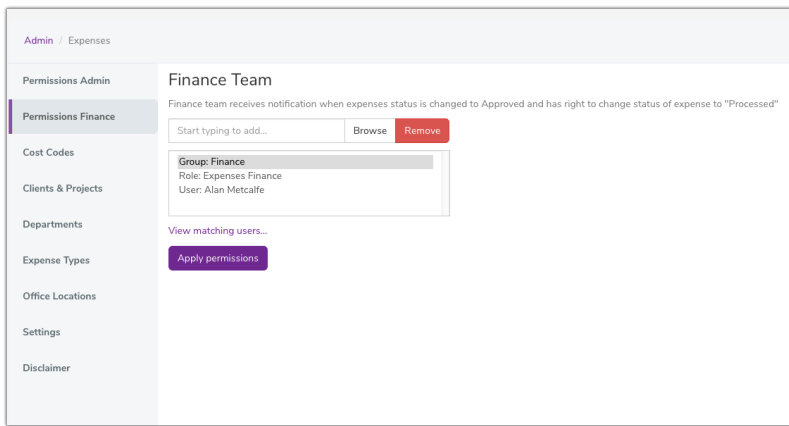 Admin / Expenses
Permissions Admin
Permissions Finance
Cost Codes
Clients & Projects
Departments
Expense Types
Office Locations
Settings
Disclaimer
Finance Team
Finance team receives notification when expenses status is changed to Approved and has right to change status of expense to "Processed"
Start typing to add... Browse Remove
Group: Finance
Role: Expenses Finance
User: Alan Metcalfe
View matching users...
Apply permissions